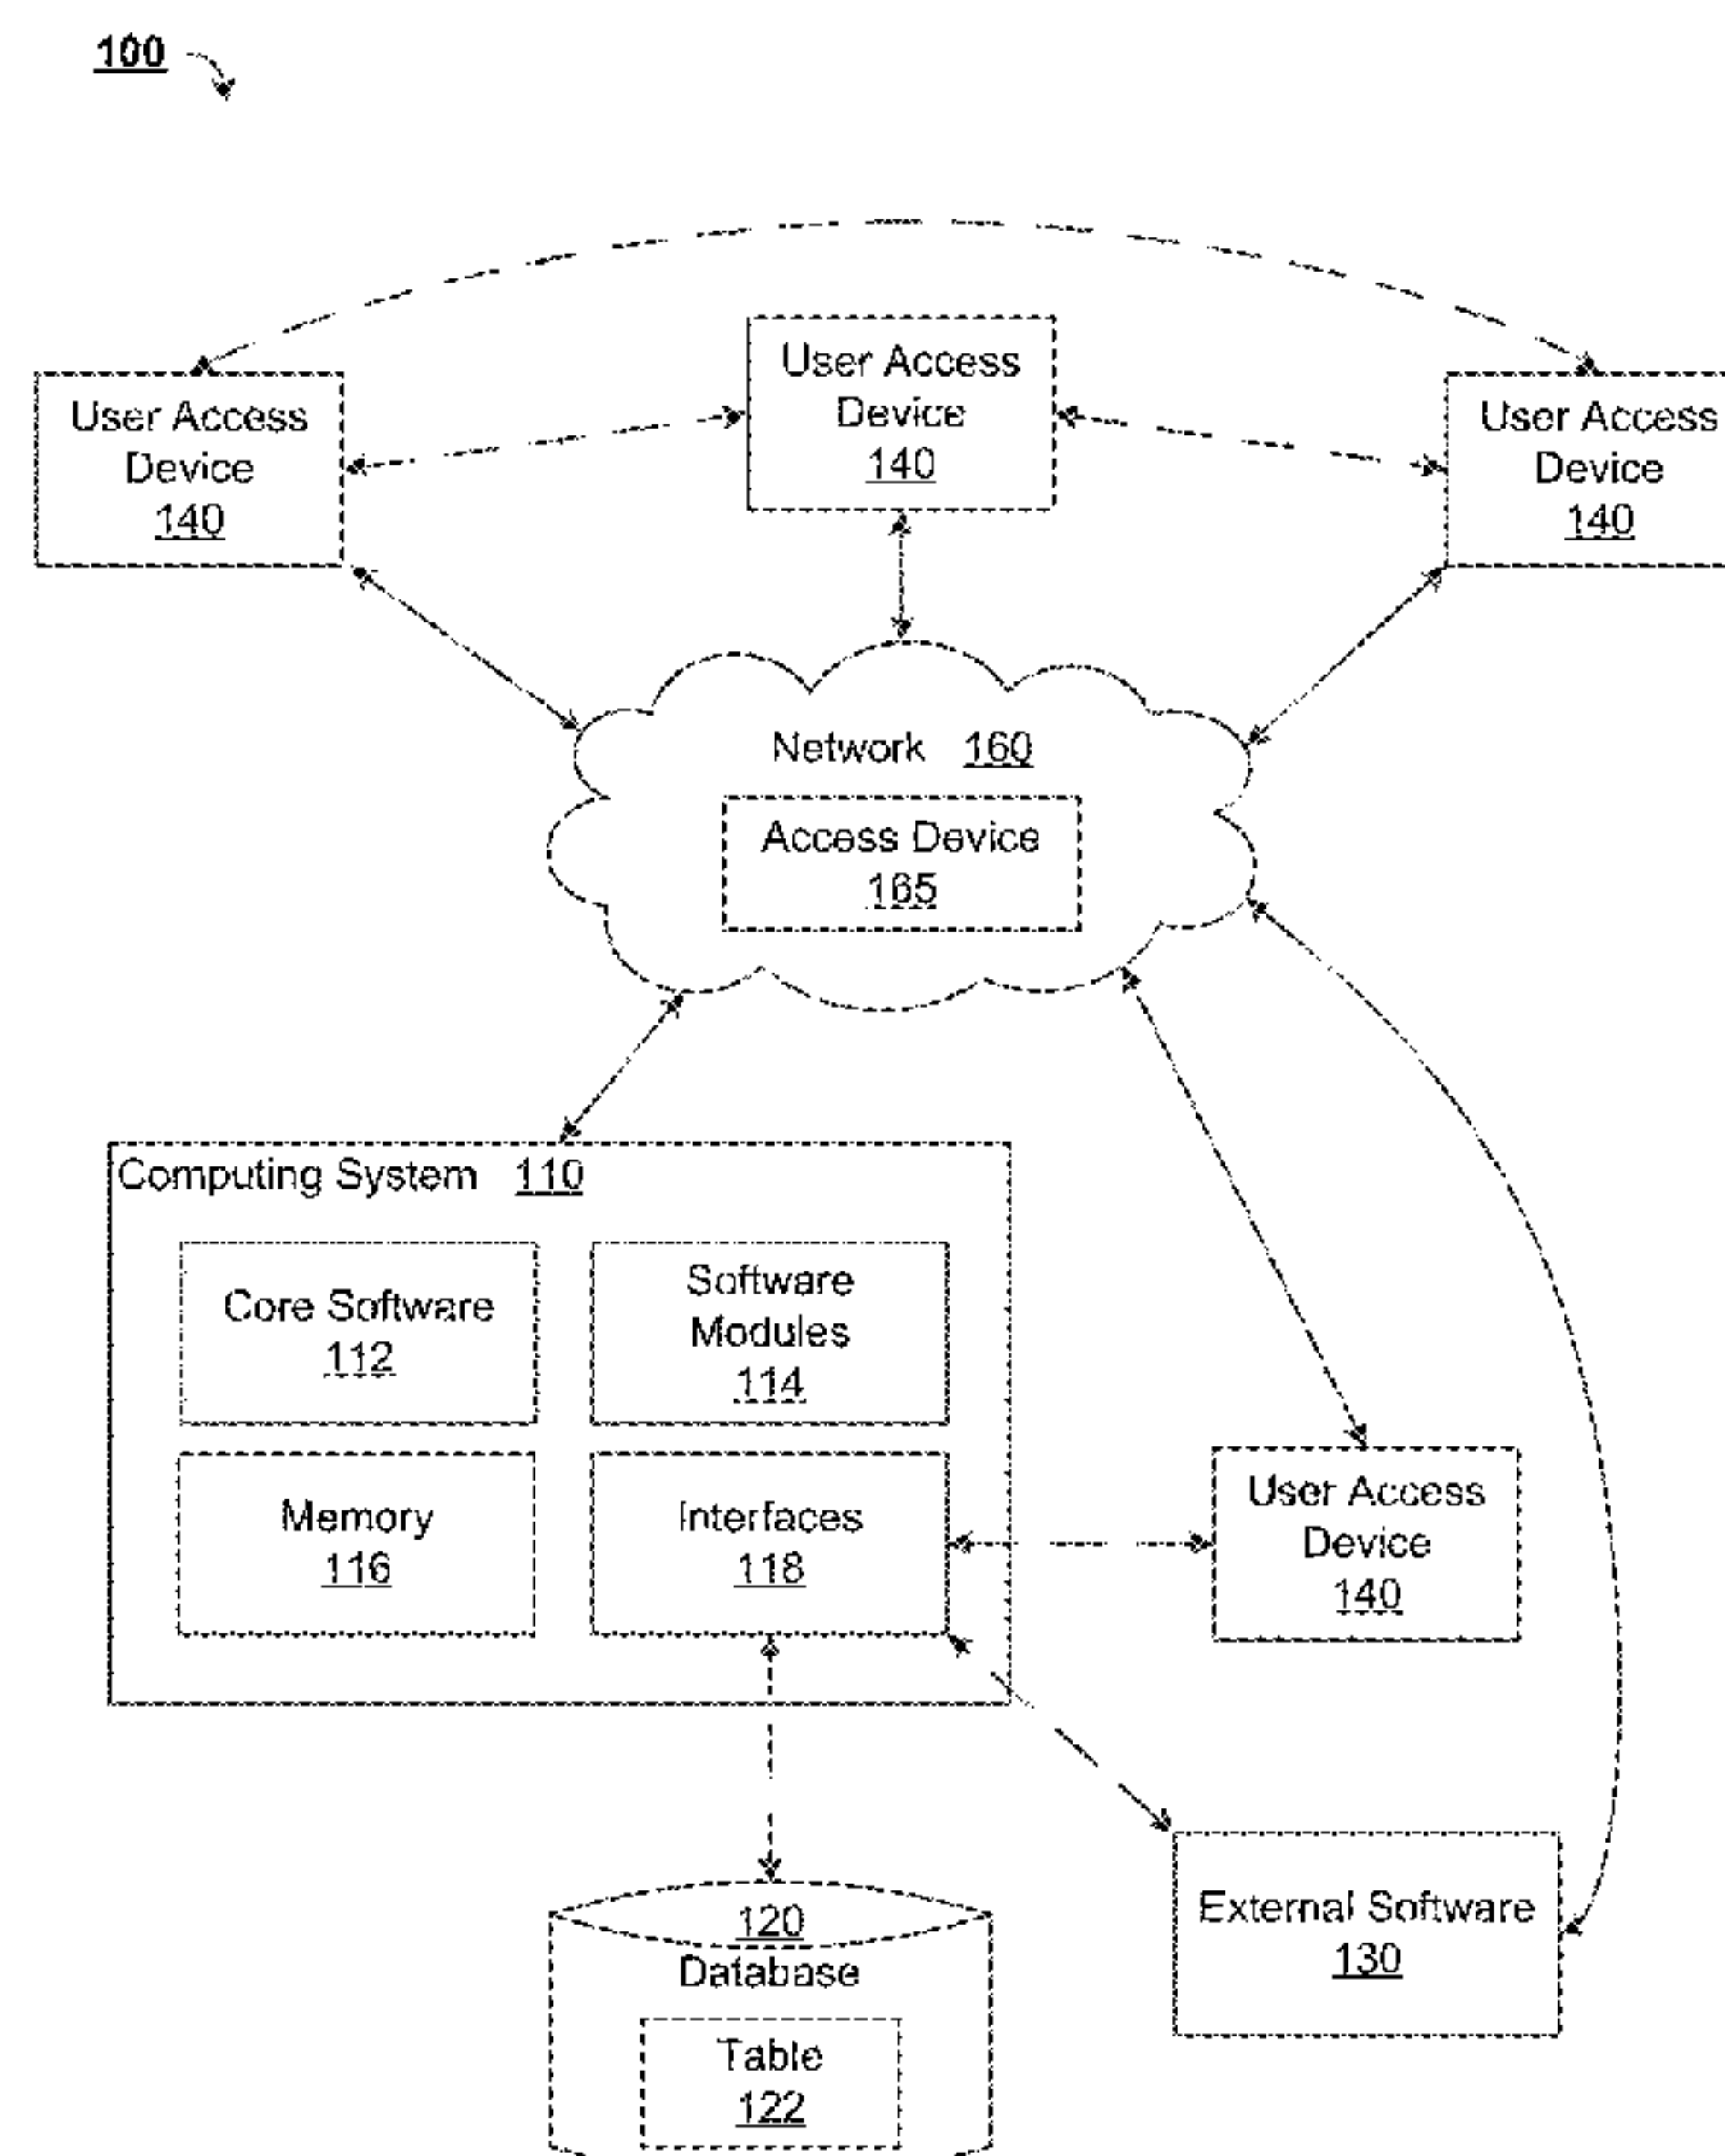 100
User Access
Device
140
User Access
Device
140
User Access
Device
140
Network 160
Access Device
165
Computing System 110
Core Software
112
Software
Modules
114
Memory
116
Interfaces
118
User Access
Device
140
120
Database
Table
122
External Software
130